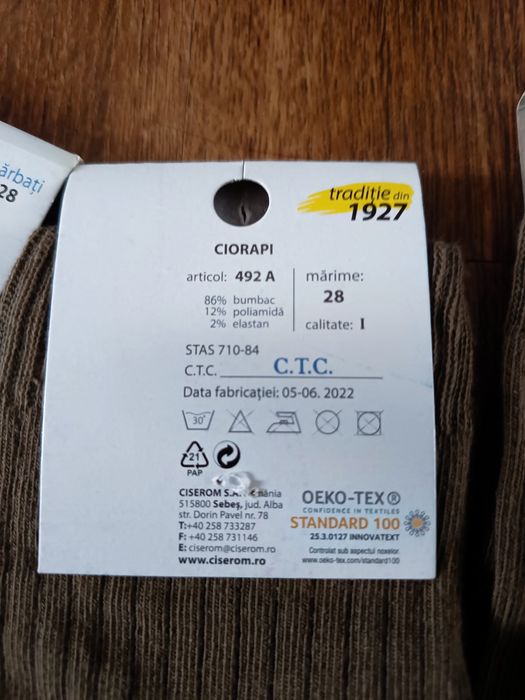 ărbați
28
tradiție din
1927
CIORAPI
articol: 492 A
86% bumbac
12% poliamidă
2% elastan
mărime:
28
calitate: I
STAS 710-84
C.T.C. C.T.C.
Data fabricației: 05-06. 2022
30°
21
PAP
CISEROM S.A. mânia
515800 Sebeș, jud. Alba
str. Dorin Pavel nr. 78
T:+40 258 733287
F: +40 258 731146
E: ciserom@ciserom.ro
www.ciserom.ro
OEKO-TEX®
CONFIDENCE IN TEXTILES
STANDARD 100
25.3.0127 INNOVATEXT
Controlat sub aspectul noxelor.
www.oeko-tex.com/standard100